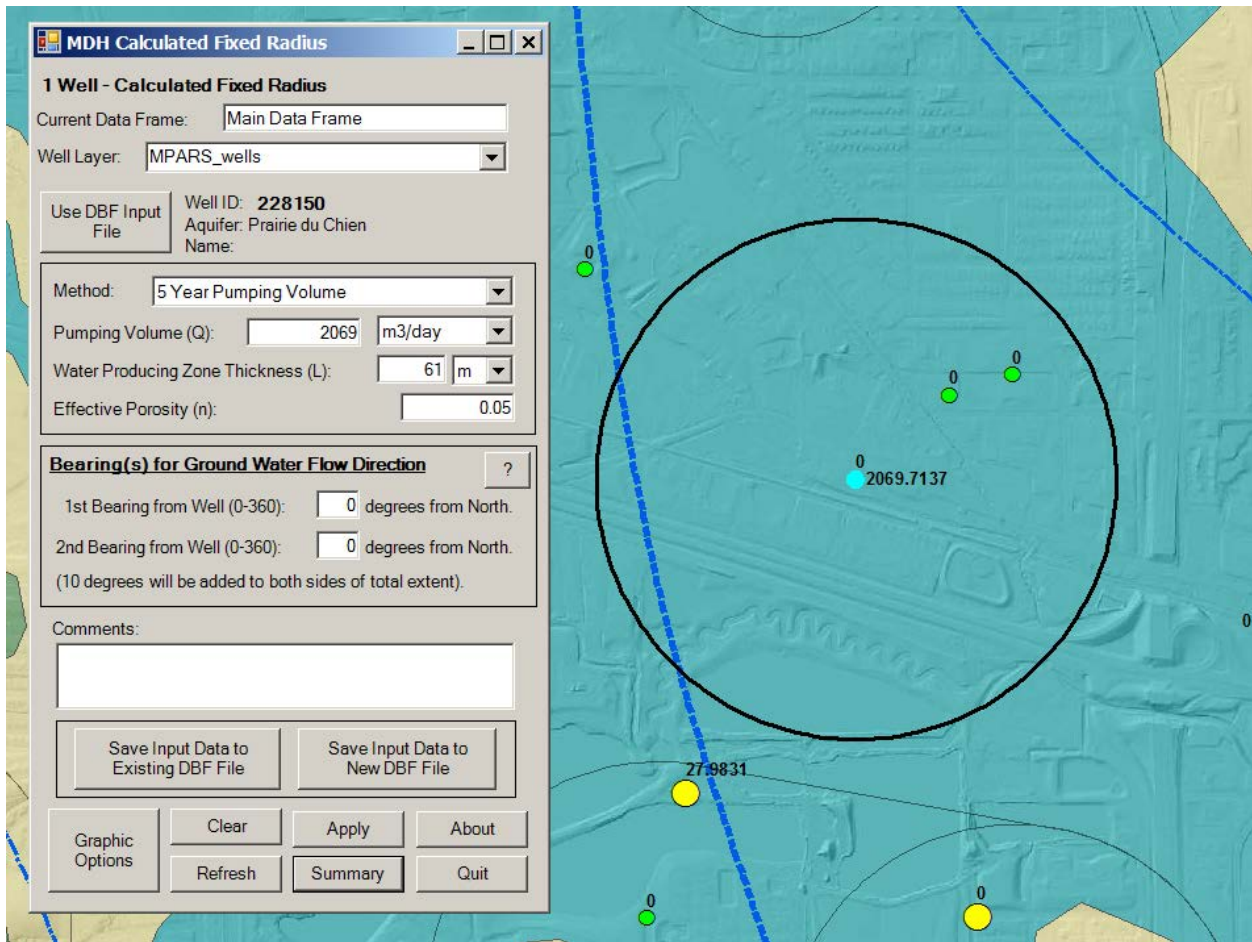 MDH Calculated Fixed Radius
1 Well - Calculated Fixed Radius
Current Data Frame: Main Data Frame
Well Layer: MPARS_wells
Use DBF Input
File
Well ID: 228150
Aquifer: Prairie du Chien
Name:
Method: 5 Year Pumping Volume
Pumping Volume (Q): 2069 m3/day
Water Producing Zone Thickness (L): 61 m
Effective Porosity (n): 0.05
Bearing(s) for Ground Water Flow Direction ?
1st Bearing from Well (0-360): 0 degrees from North.
2nd Bearing from Well (0-360): 0 degrees from North.
(10 degrees will be added to both sides of total extent).
Comments:
Save Input Data to
Existing DBF File
Save Input Data to
New DBF File
Graphic
Options
Clear Apply About
Refresh Summary Quit
0
0
0
0
2069.7137
0
27.9831
0
0